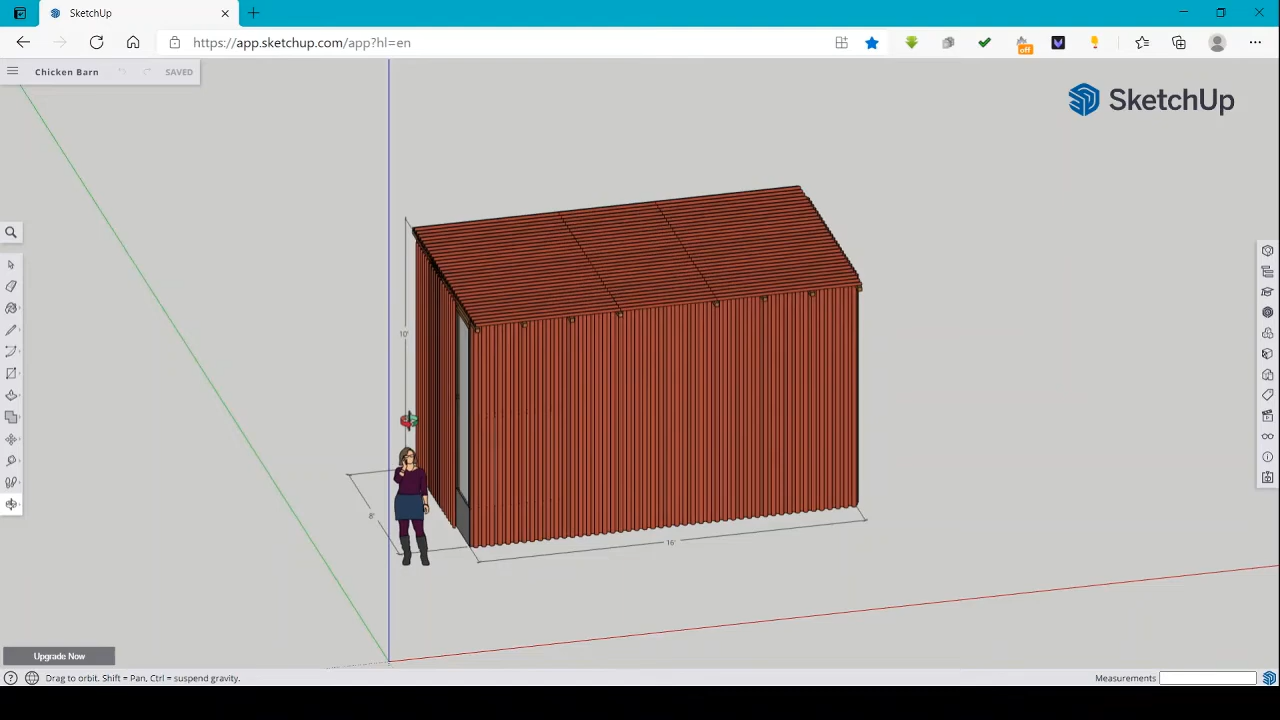 SketchUp
https://app.sketchup.com/app?hl=en
off
Chicken Barn
SAVED
SketchUp
10'
8'
16'
Upgrade Now
Drag to orbit. Shift = Pan, Ctrl = suspend gravity.
Measurements